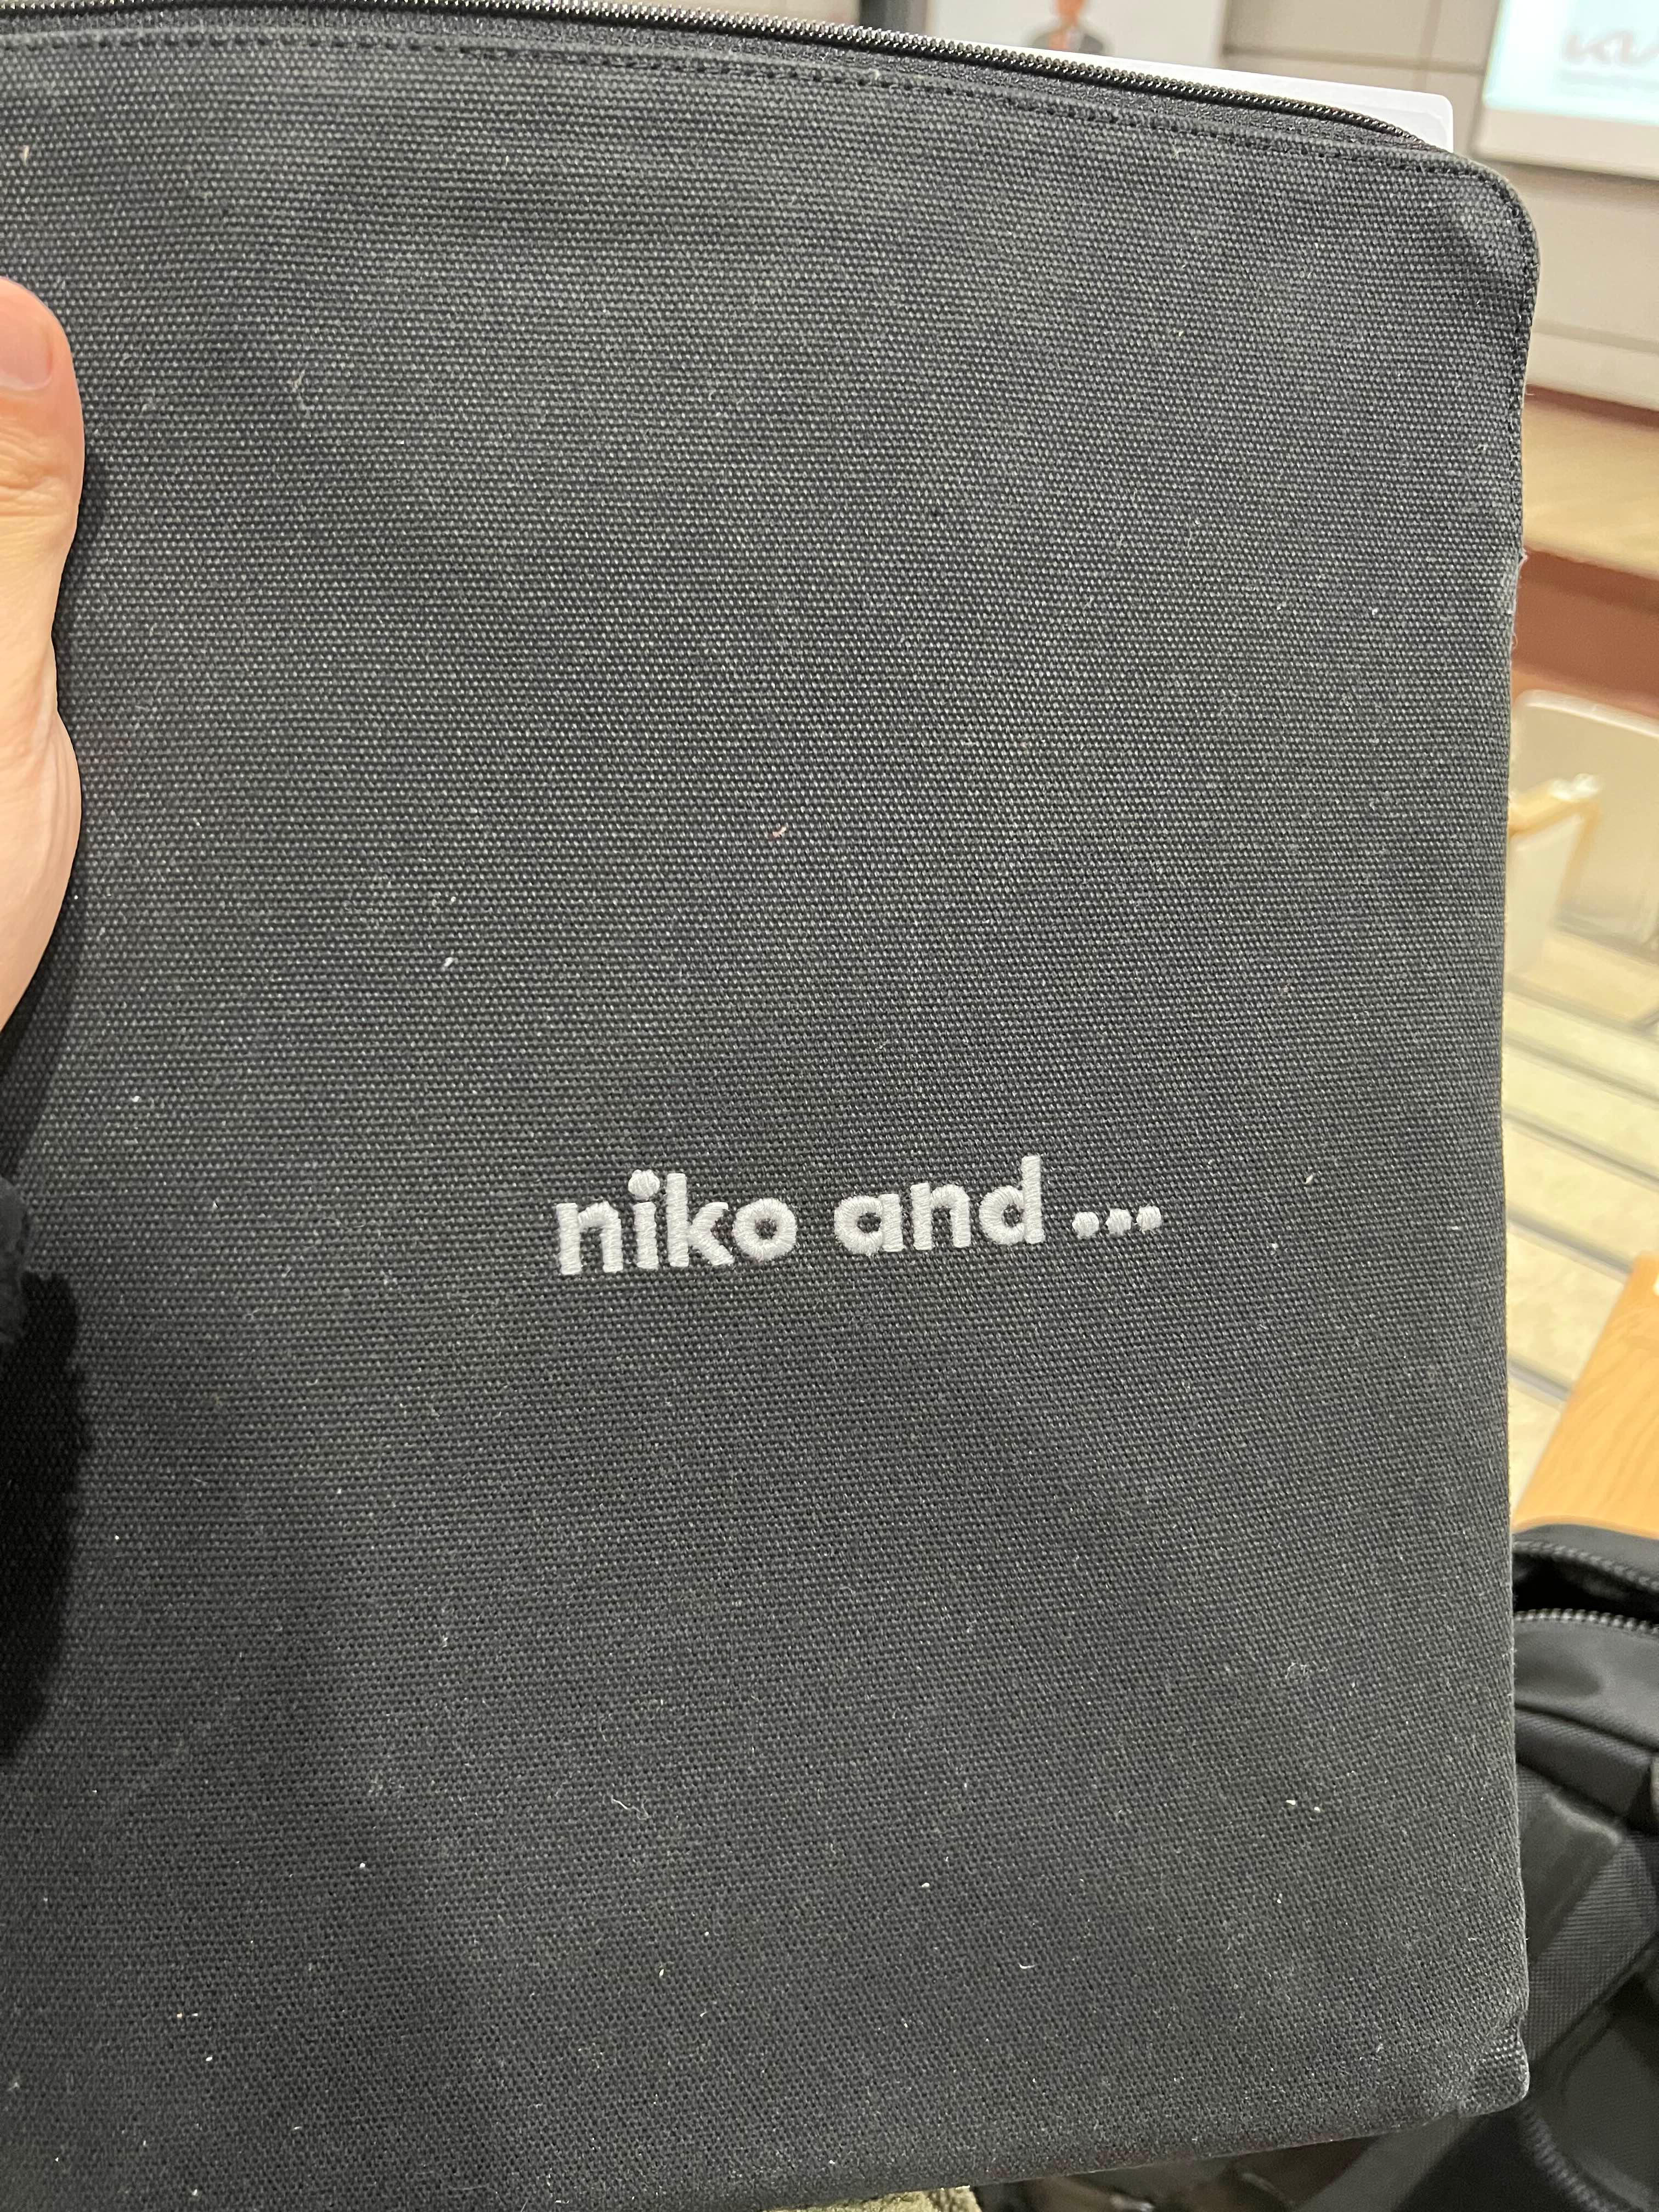 niko and ...